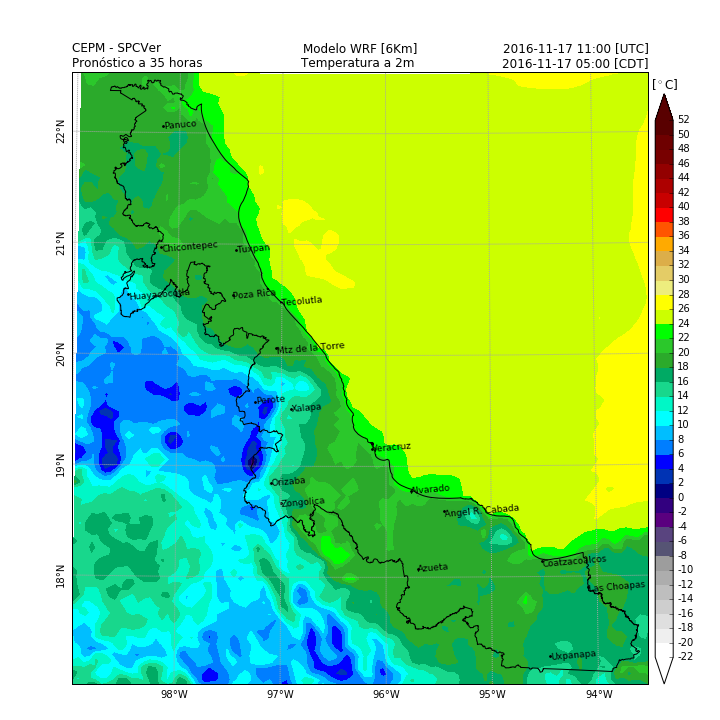 CEPM - SPCVer Modelo WRF [6Km] 2016-11-17 11:00 [UTC]
Pronóstico a 35 horas Temperatura a 2m 2016-11-17 05:00 [CDT]
[°C]
52
50
48
46
44
42
40
38
36
34
32
30
28
26
24
22
20
18
16
14
12
10
8
6
4
2
0
-2
-4
-6
-8
-10
-12
-14
-16
-18
-20
-22
22°N
21°N
20°N
19°N
18°N
Panuco
Chicontepec
Tuxpan
Huayacocotla
Poza Rica
Tecolutla
Mtz de la Torre
Perote
Xalapa
Veracruz
Orizaba
Alvarado
Zongolica
Angel R. Cabada
Azueta
Coatzacoalcos
Las Choapas
Uxpanapa
98°W 97°W 96°W 95°W 94°W